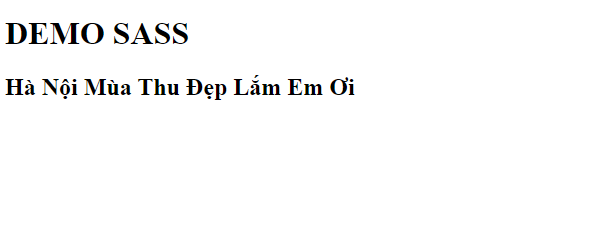 DEMO SASS
Hà Nội Mùa Thu Đẹp Lắm Em Ơi